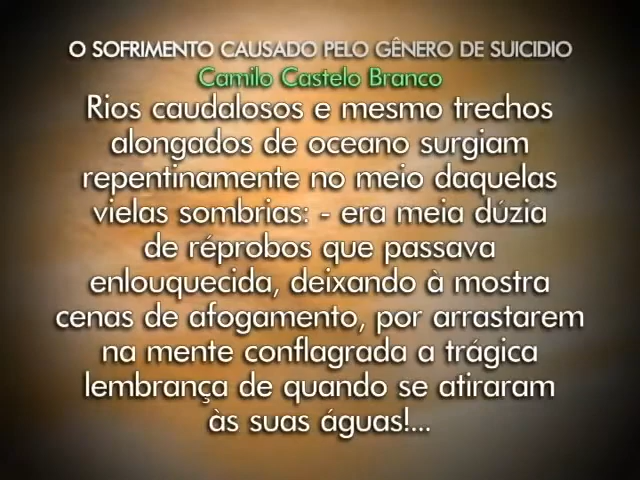 O SOFRIMENTO CAUSADO PELO GÊNERO DE SUICIDIO
Camilo Castelo Branco
Rios caudalosos e mesmo trechos
alongados de oceano surgiam
repentinamente no meio daquelas
vielas sombrias: - era meia dúzia
de réprobos que passava
enlouquecida, deixando à mostra
cenas de afogamento, por arrastarem
na mente conflagrada a trágica
lembrança de quando se atiraram
às suas águas!...